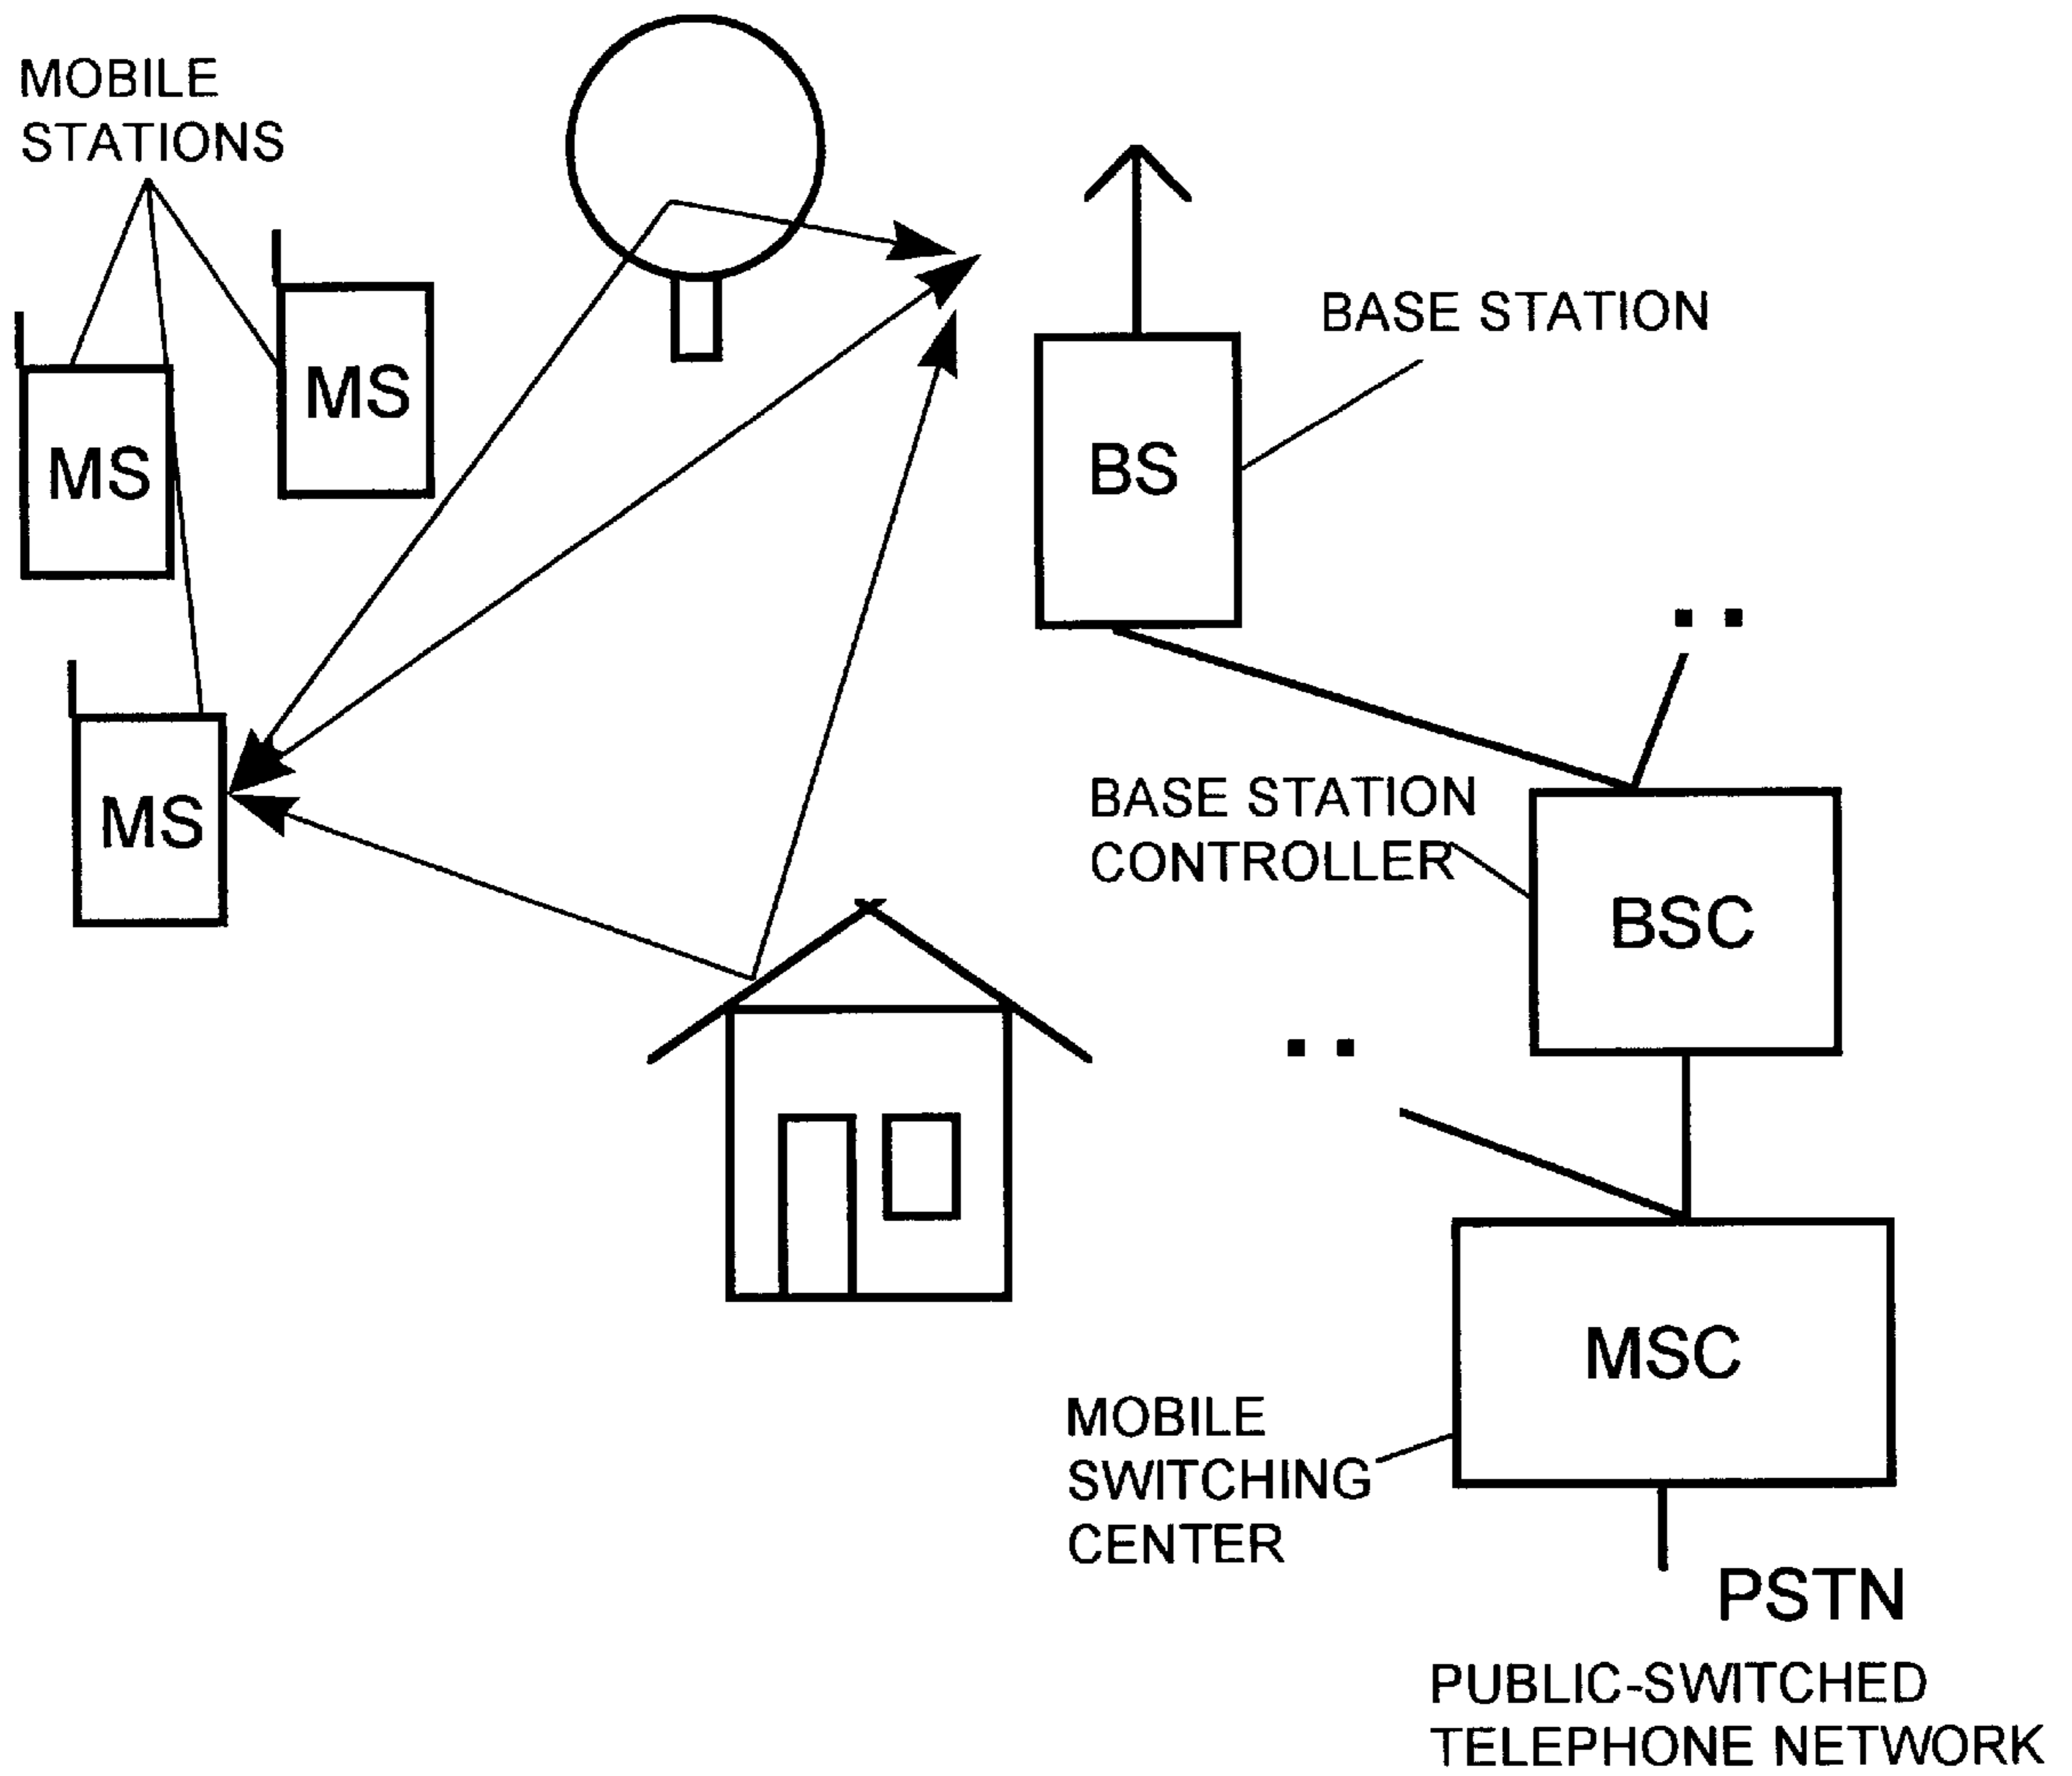 MOBILE
STATIONS
MS
MS
MS
BASE STATION
BS
BASE STATION
CONTROLLER
BSC
MSC
MOBILE
SWITCHING
CENTER
PSTN
PUBLIC-SWITCHED
TELEPHONE NETWORK